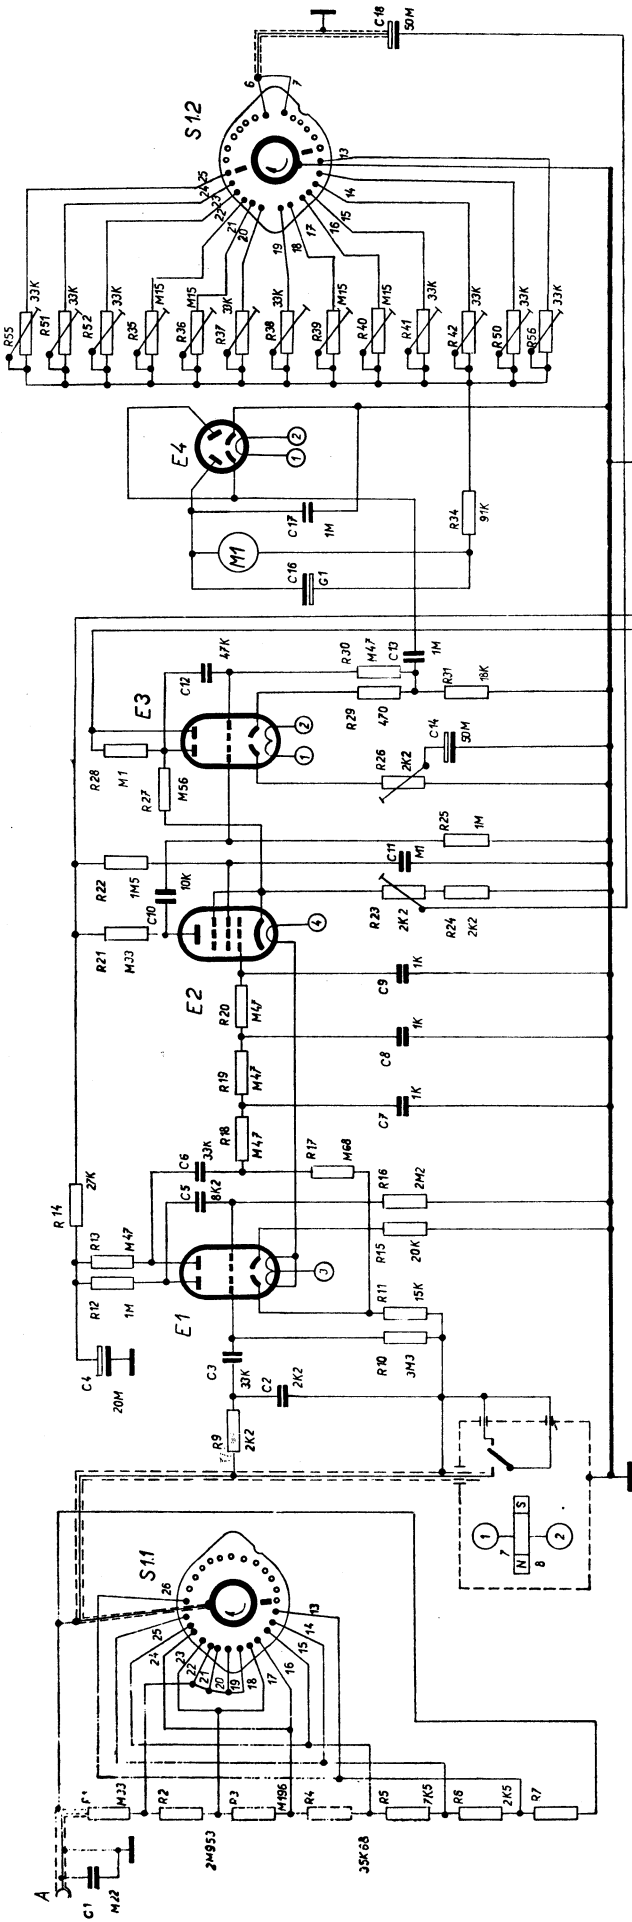 C18
50M
6
7
S1.2
25
24
23
22
21
20
19
18
17
16
15
14
13
R55
33K
R51
33K
R52
33K
R35
M15
R36
M15
R37
33K
R38
33K
R39
M15
R40
M15
R41
33K
R42
33K
R50
33K
R56
33K
E4
2
1
C17
1M
M1
C16
G1
R34
91K
E3
C12
47K
R30
M47
C13
1M
R29
470
R31
18K
C14
50M
R28
M1
R27
M56
2
1
R26
2K2
R22
1M5
C10
10K
R25
1M
C11
M1
R21
M33
E2
4
R23
2K2
R24
2K2
R20
M47
C9
1K
R19
M47
C8
1K
R18
M47
C7
1K
R14
27K
C6
33K
C5
8K2
R17
M68
R16
2M2
R13
M47
R12
1M
E1
3
R15
20K
R11
15K
R10
3M3
C4
20M
C3
33K
C2
2K2
R9
2K2
1
2
7
8
N
S
S1.1
26
25
24
23
22
21
20
19
18
17
16
15
14
13
A
C1
M22
M33
R2
2M953
R3
M196
R4
35K68
R5
7K5
R6
2K5
R7